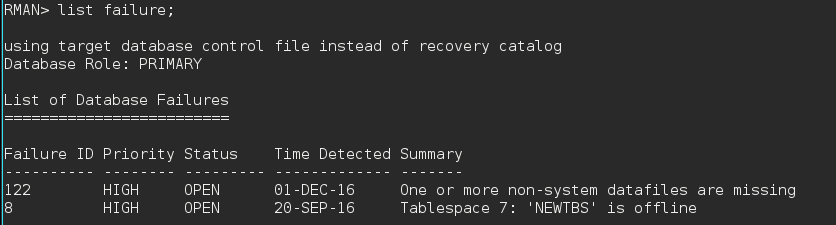 RMAN> list failure;
using target database control file instead of recovery catalog
Database Role: PRIMARY
List of Database Failures
=========================
Failure ID Priority Status    Time Detected Summary
---------- -------- --------- ------------- -------
122        HIGH     OPEN      01-DEC-16     One or more non-system datafiles are missing
8          HIGH     OPEN      20-SEP-16     Tablespace 7: 'NEWTBS' is offline